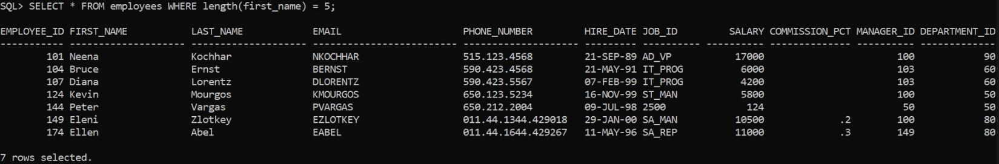 SQL> SELECT * FROM employees WHERE length(first_name) = 5;
EMPLOYEE_ID FIRST_NAME           LAST_NAME            EMAIL                     PHONE_NUMBER         HIRE_DATE JOB_ID         SALARY COMMISSION_PCT MANAGER_ID DEPARTMENT_ID
----------- -------------------- -------------------- ------------------------- -------------------- --------- ---------- ---------- -------------- ---------- -------------
        101 Neena                Kochhar              NKOCHHAR                  515.123.4568         21-SEP-89 AD_VP           17000                       100            90
        104 Bruce                Ernst                BERNST                    590.423.4568         21-MAY-91 IT_PROG          6000                       103            60
        107 Diana                Lorentz              DLORENTZ                  590.423.5567         07-FEB-99 IT_PROG          4200                       103            60
        124 Kevin                Mourgos              KMOURGOS                  650.123.5234         16-NOV-99 ST_MAN           5800                       100            50
        144 Peter                Vargas               PVARGAS                   650.212.2004         09-JUL-98 2500              124                        50            50
        149 Eleni                Zlotkey              EZLOTKEY                  011.44.1344.429018   29-JAN-00 SA_MAN          10500             .2        100            80
        174 Ellen                Abel                 EABEL                     011.44.1644.429267   11-MAY-96 SA_REP          11000             .3        149            80
7 rows selected.